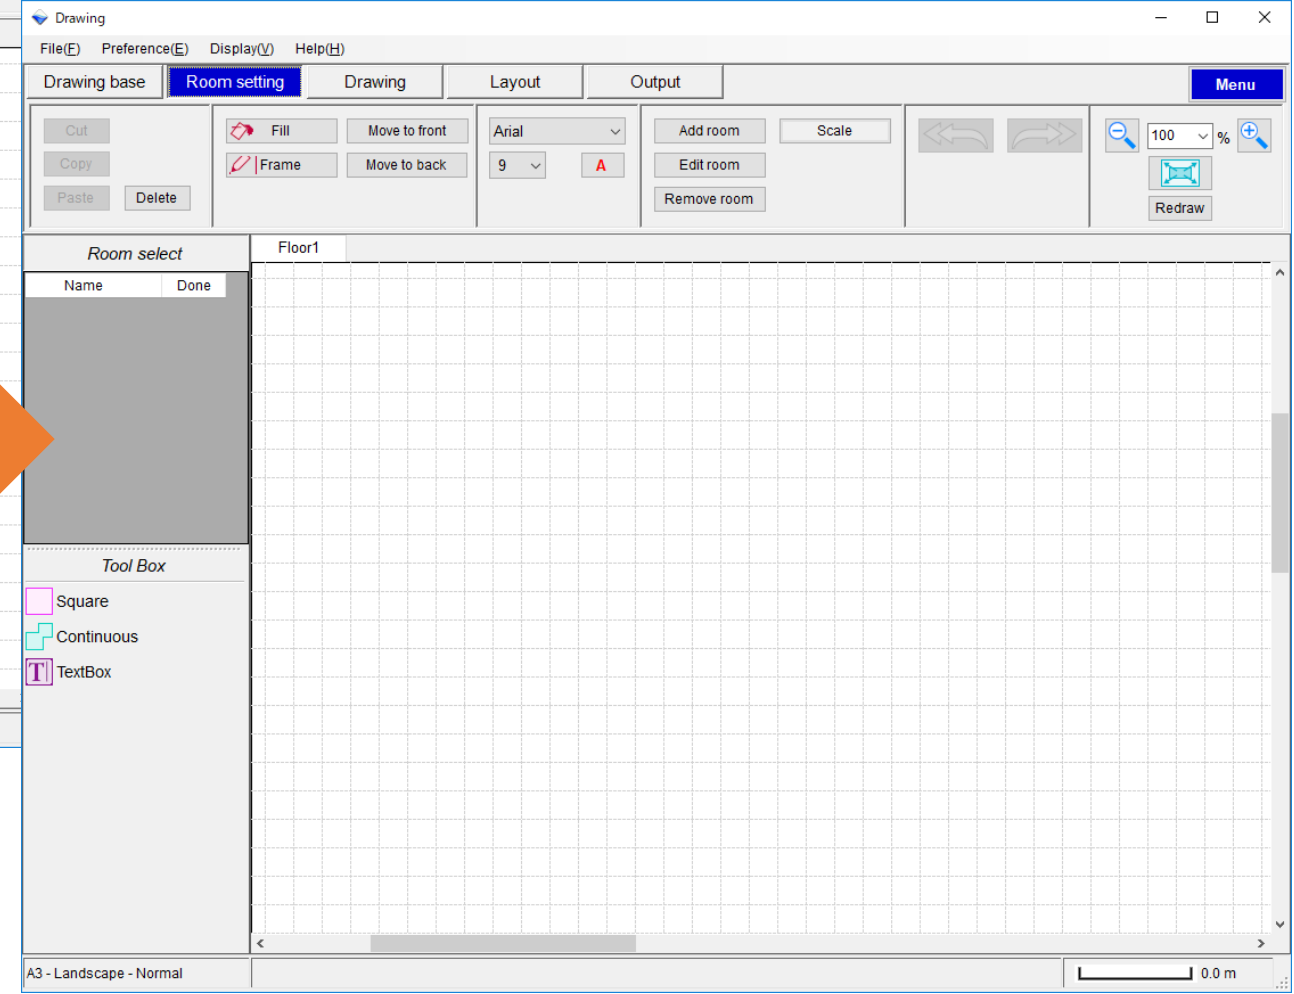 Drawing
File(F) Preference(E) Display(V) Help(H)
Drawing base Room setting Drawing Layout Output Menu
Cut Fill Move to front Arial Add room Scale 100 %
Copy Frame Move to back 9 A Edit room
Paste Delete Remove room Redraw
Room select Floor1
Name Done
Tool Box
Square
Continuous
T TextBox
A3 - Landscape - Normal 0.0 m